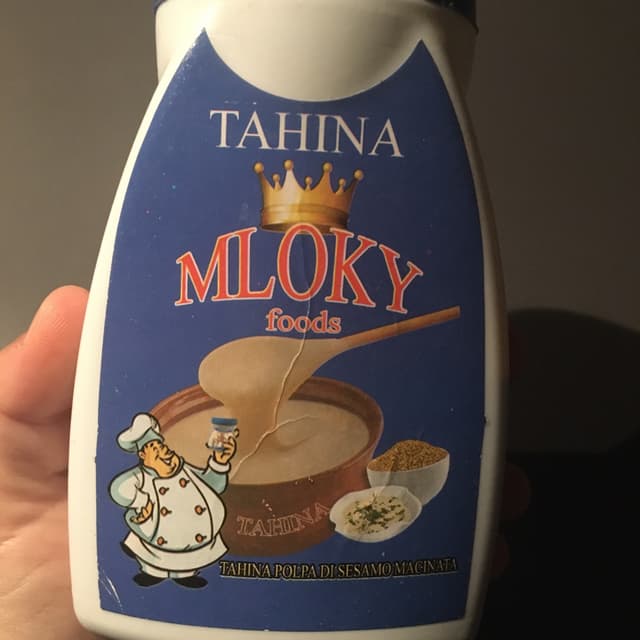 TAHINA
MLOKY
foods
TAHINA
TAHINA POLPA DI SESAMO MACINATA